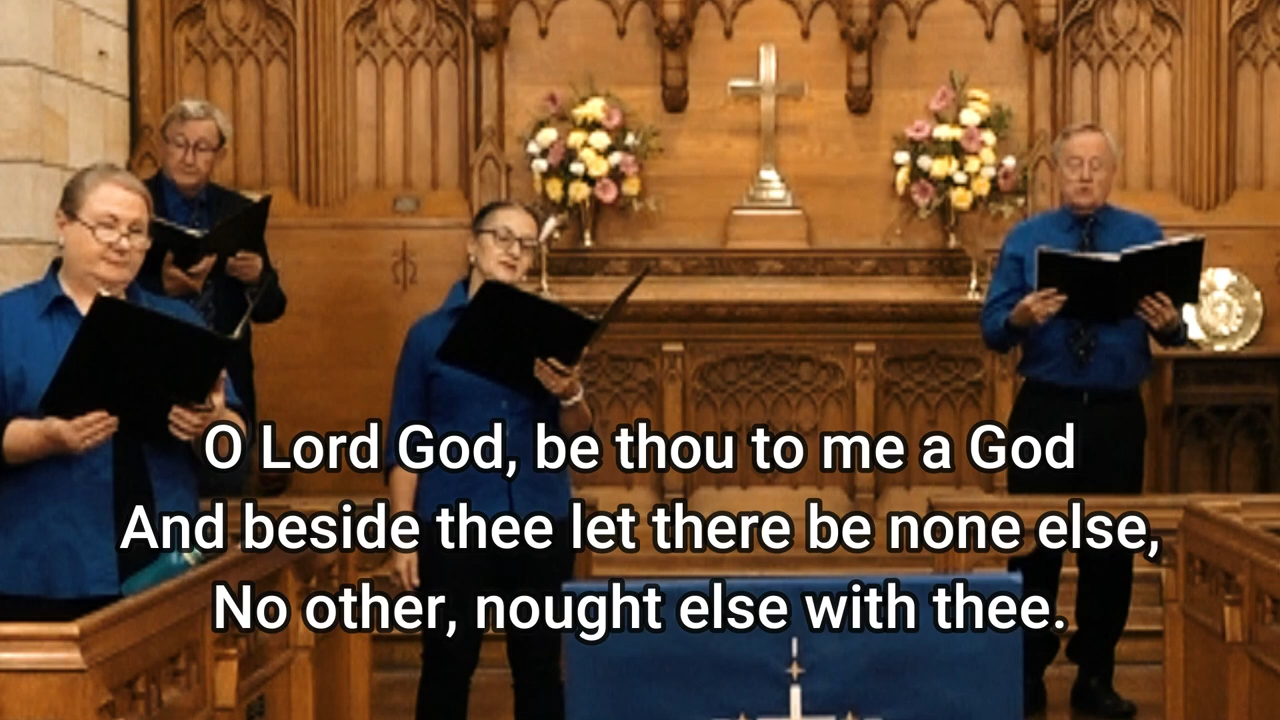 O Lord God, be thou to me a God
And beside thee let there be none else,
No other, nought else with thee.